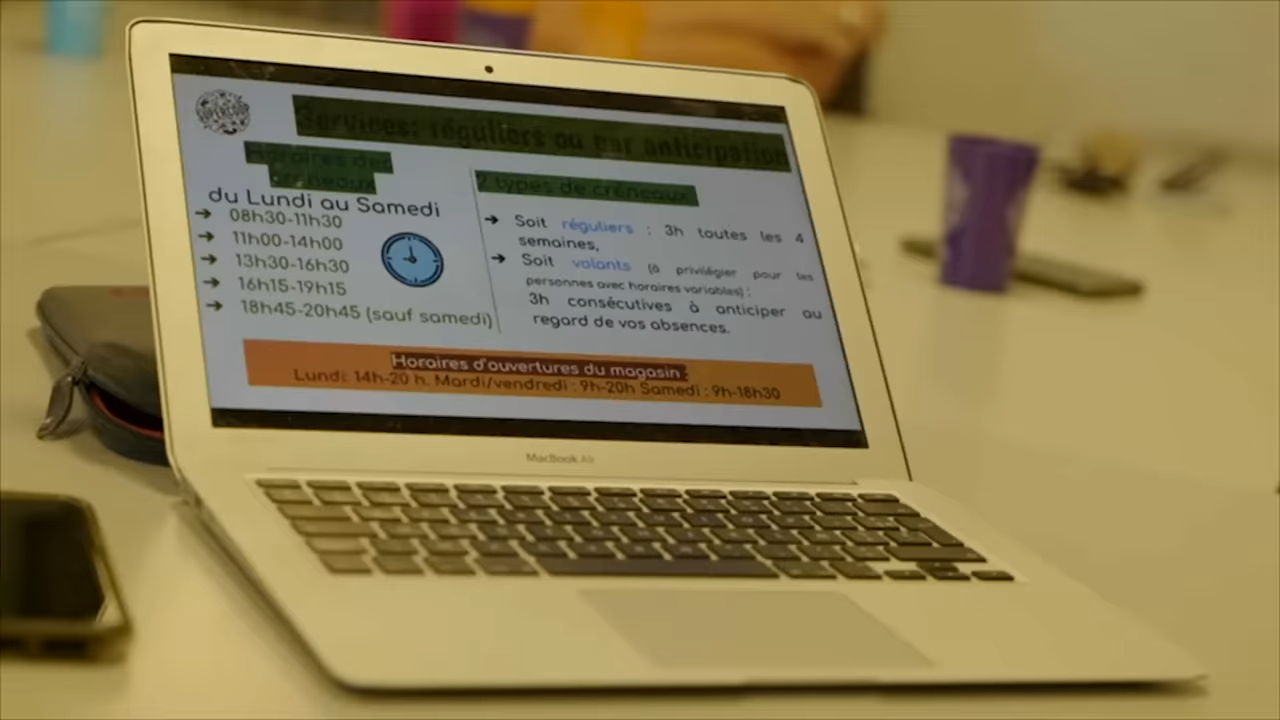 Services: réguliers ou par anticipation
Horaires des
créneaux
du Lundi au Samedi
➔ 08h30-11h30
➔ 11h00-14h00
➔ 13h30-16h30
➔ 16h15-19h15
➔ 18h45-20h45 (sauf samedi)
2 types de créneaux
➔ Soit réguliers : 3h toutes les 4
semaines,
➔ Soit volants (à privilégier pour les
personnes avec horaires variables) :
3h consécutives à anticiper au
regard de vos absences.
Horaires d'ouvertures du magasin :
Lundi: 14h-20 h. Mardi/vendredi : 9h-20h Samedi : 9h-18h30
MacBook Air